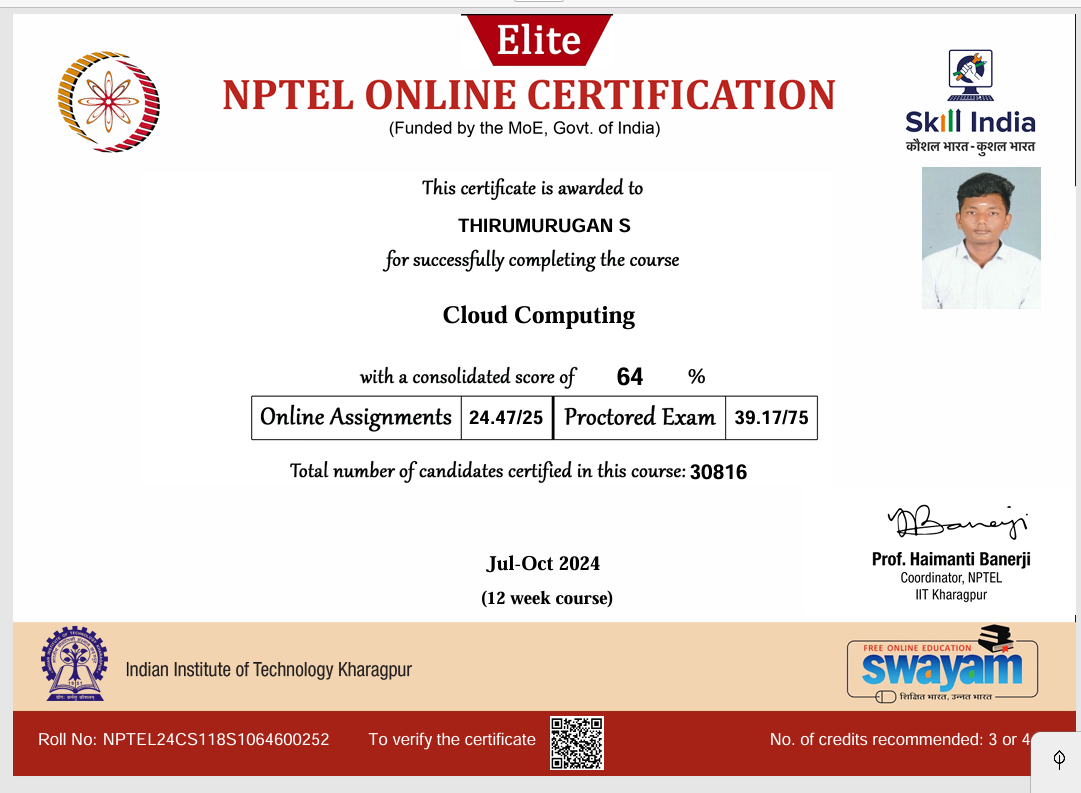 Elite
NPTEL ONLINE CERTIFICATION
(Funded by the MoE, Govt. of India)
Skill India
कौशल भारत - कुशल भारत
This certificate is awarded to
THIRUMURUGAN S
for successfully completing the course
Cloud Computing
with a consolidated score of 64 %
Online Assignments 24.47/25 Proctored Exam 39.17/75
Total number of candidates certified in this course: 30816
Prof. Haimanti Banerji
Coordinator, NPTEL
IIT Kharagpur
Jul-Oct 2024
(12 week course)
Indian Institute of Technology Kharagpur
FREE ONLINE EDUCATION
swayam
शिक्षित भारत, उन्नत भारत
Roll No: NPTEL24CS118S1064600252 To verify the certificate No. of credits recommended: 3 or 4